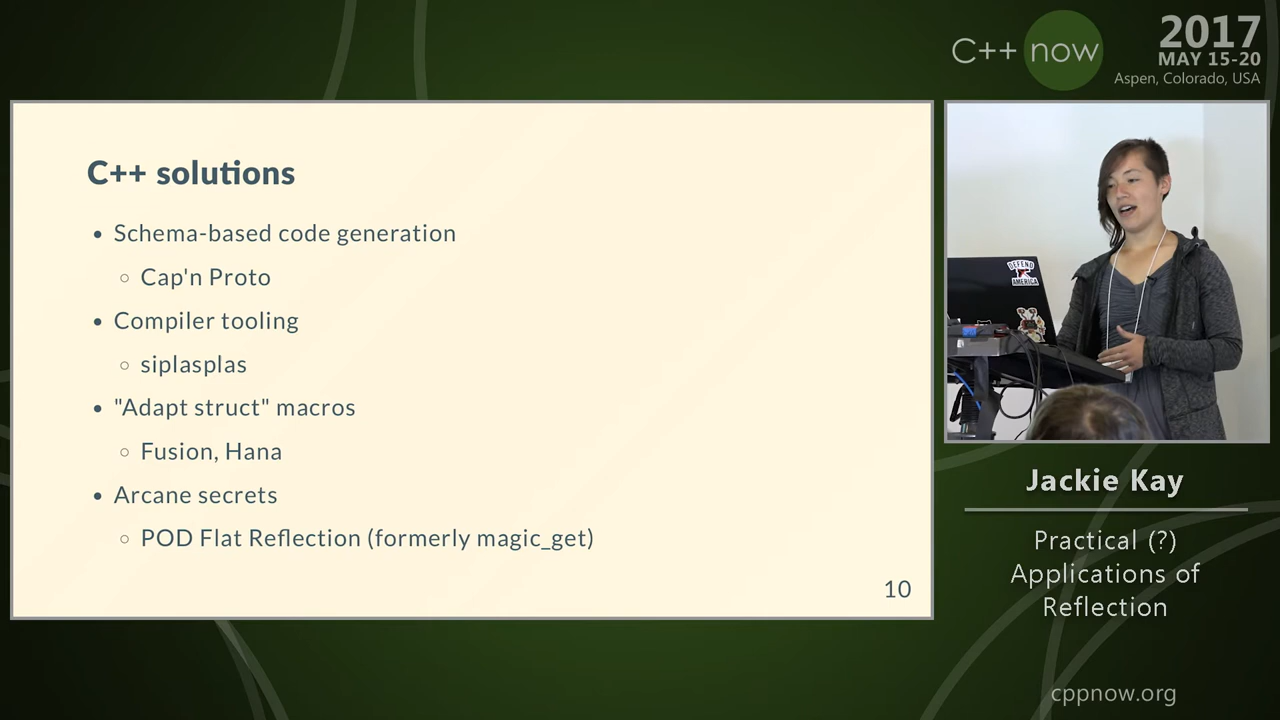 C++ now
2017
MAY 15-20
Aspen, Colorado, USA
C++ solutions
• Schema-based code generation
○ Cap'n Proto
• Compiler tooling
○ siplasplas
• "Adapt struct" macros
○ Fusion, Hana
• Arcane secrets
○ POD Flat Reflection (formerly magic_get)
10
DEFEND
AMERICA
Jackie Kay
Practical (?)
Applications of
Reflection
cppnow.org